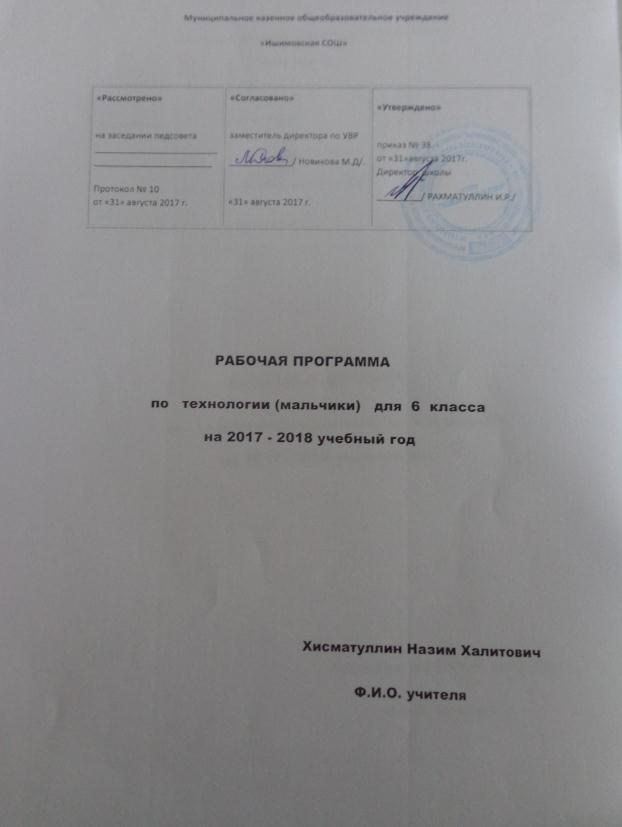 Муниципальное казенное общеобразовательное учреждение
«Ишимовская СОШ»
«Рассмотрено»
на заседании педсовета
Протокол № 10
от «31» августа 2017 г.
«Согласовано»
заместитель директора по УВР
/ Новикова М.Д/.
«31» августа 2017 г.
«Утверждено»
приказ № 38
от «31»августа 2017г.
Директор школы
/ РАХМАТУЛЛИН И.Р./
РАБОЧАЯ ПРОГРАММА
по технологии (мальчики) для 6 класса
на 2017 - 2018 учебный год
Хисматуллин Назим Халитович
Ф.И.О. учителя